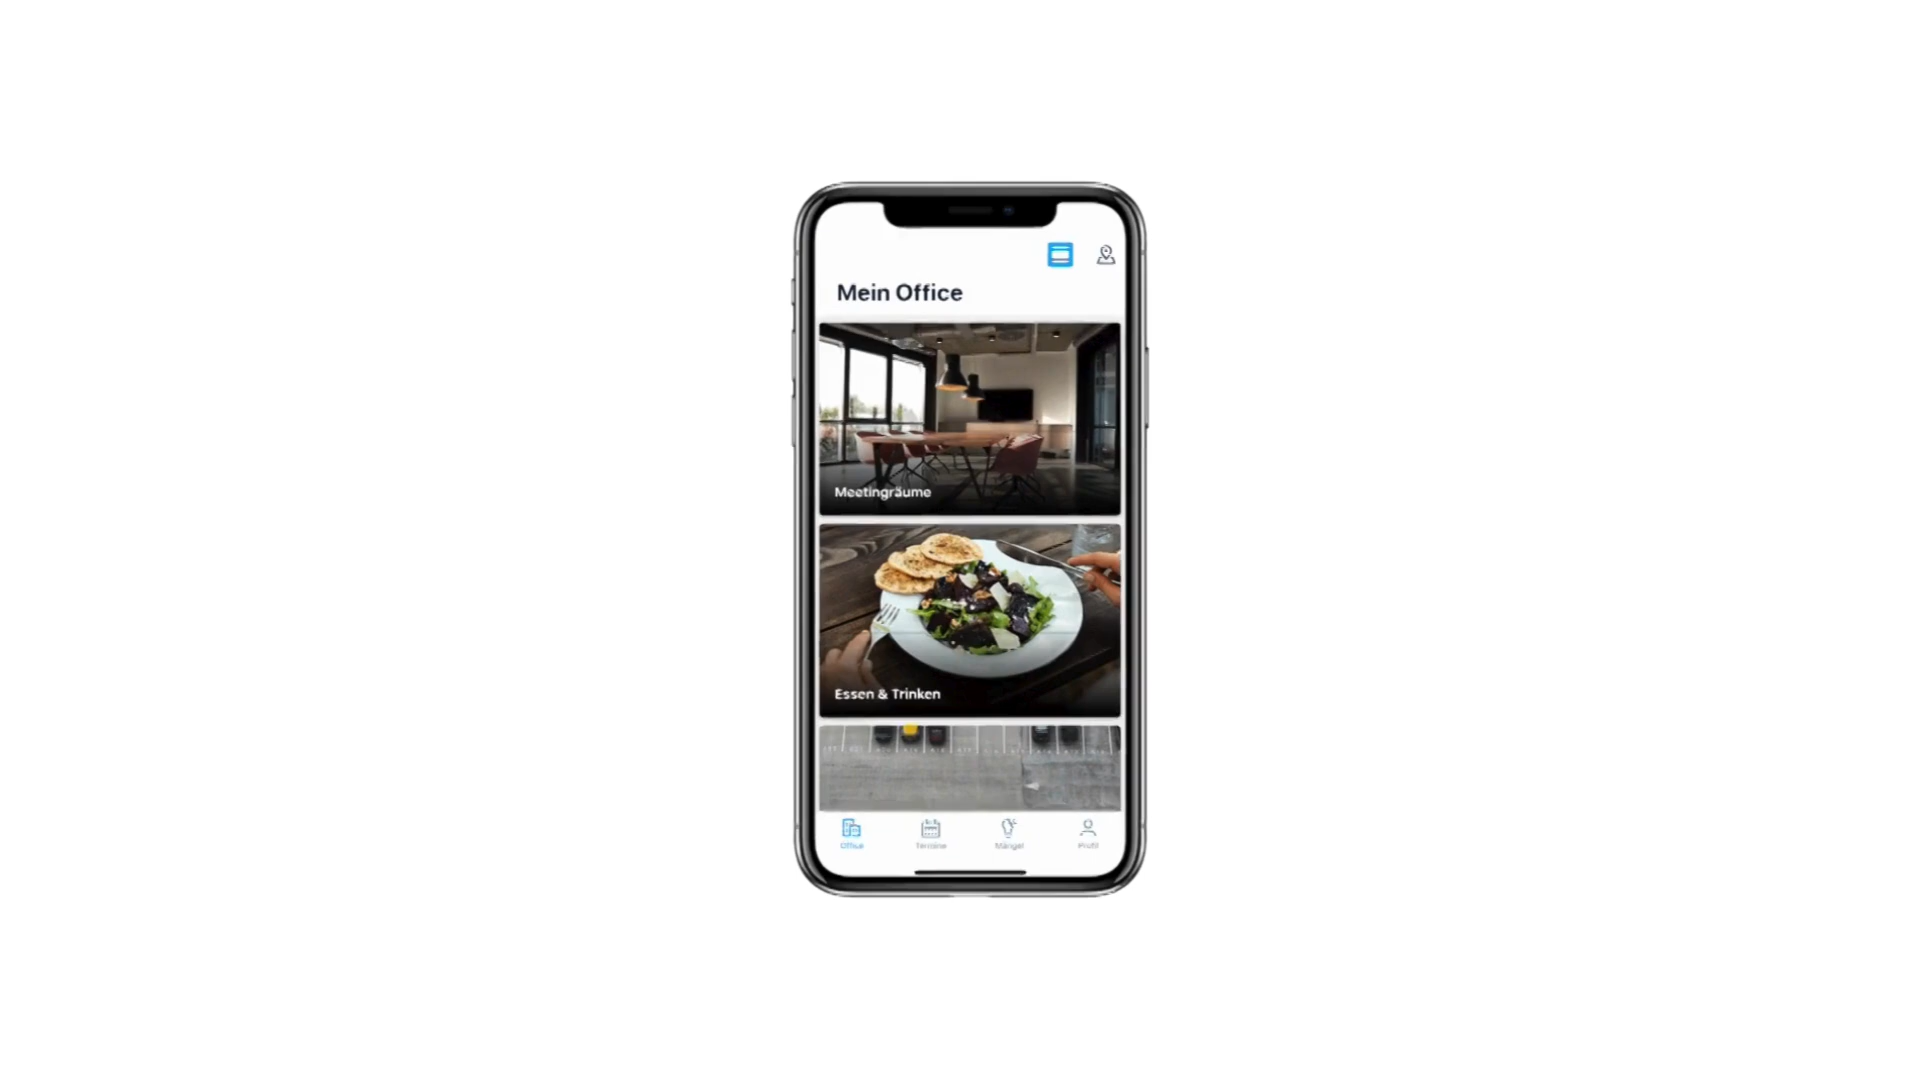 Mein Office
Meetingräume
Essen & Trinken
Office
Termine
Mängel
Profil